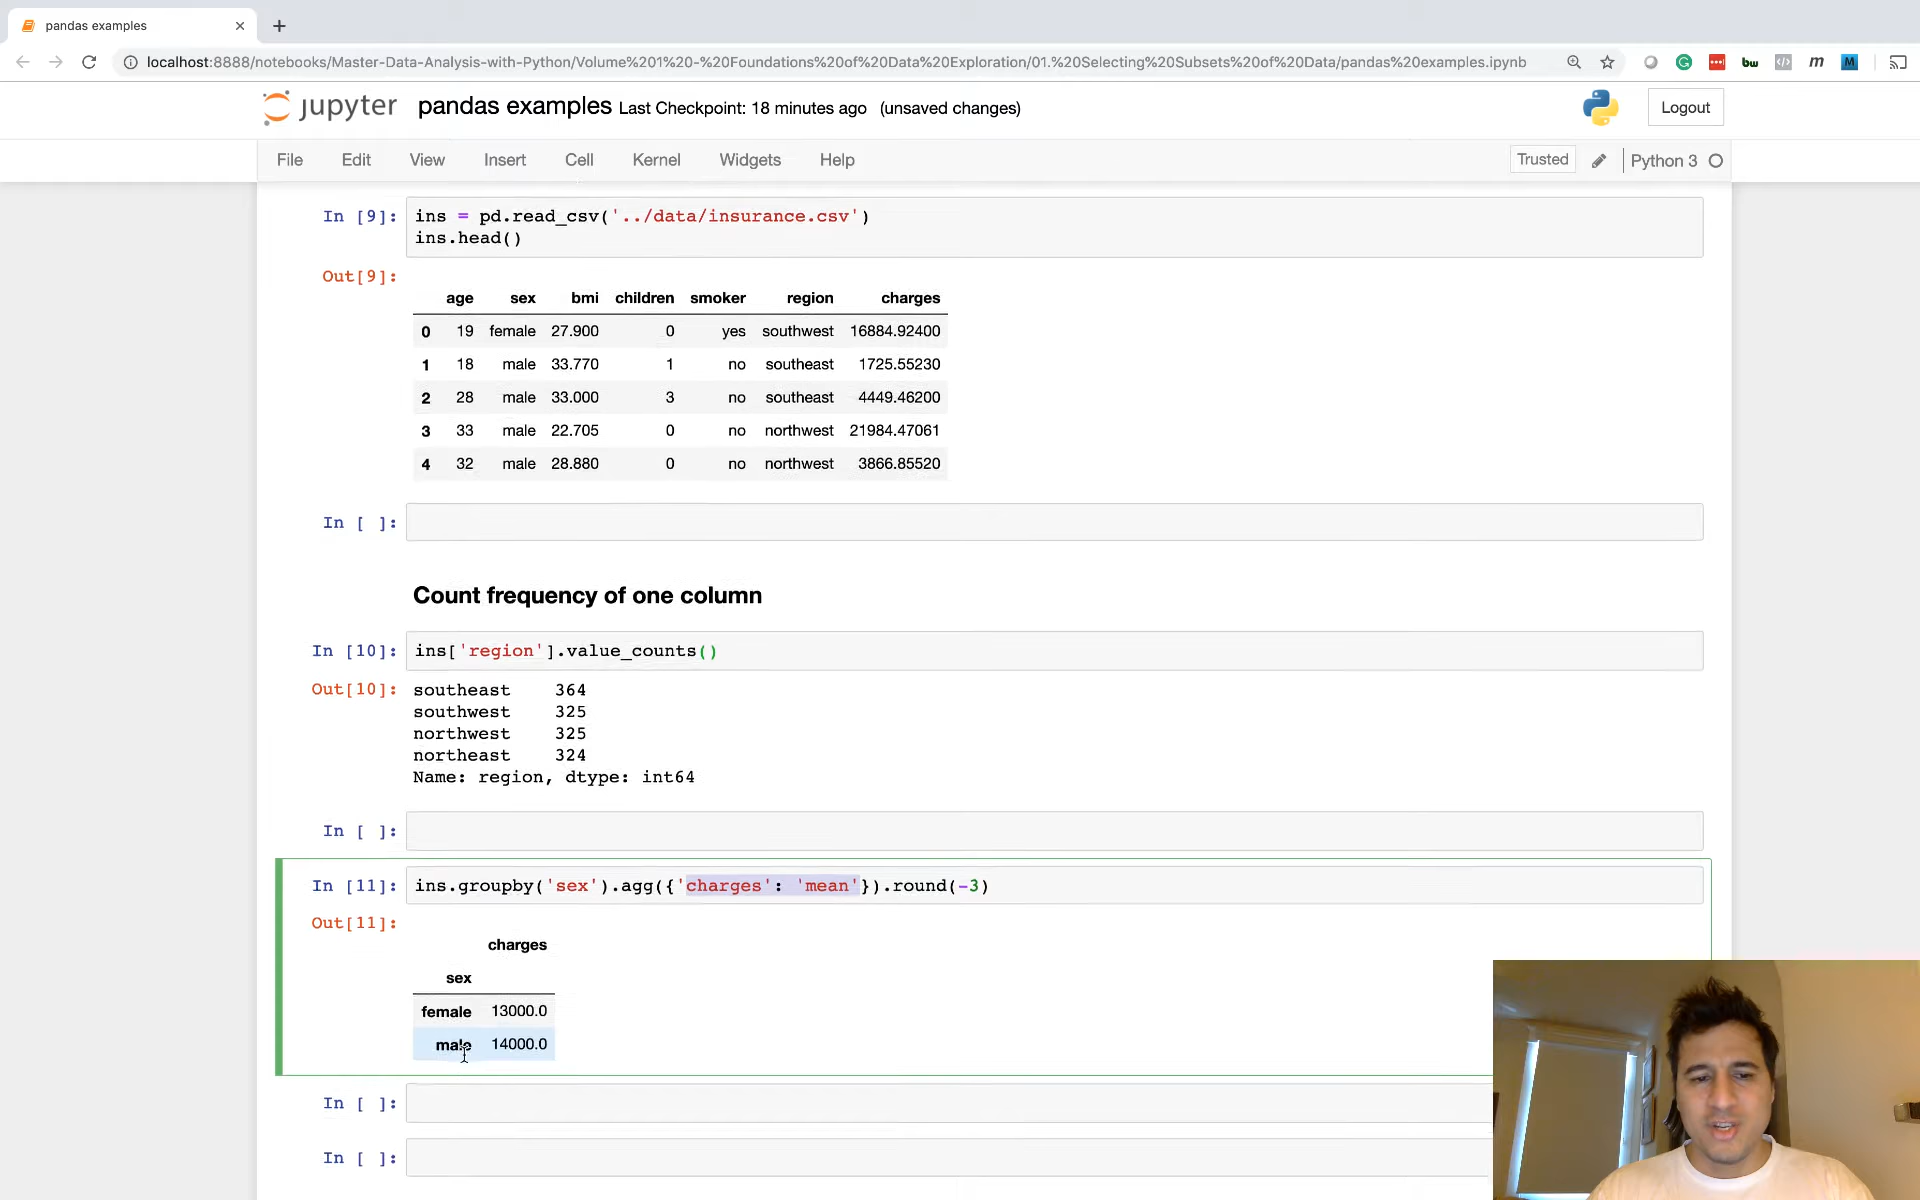 pandas examples
localhost:8888/notebooks/Master-Data-Analysis-with-Python/Volume%201%20-%20Foundations%20of%20Data%20Exploration/01.%20Selecting%20Subsets%20of%20Data/pandas%20examples.ipynb
bw </> m M
jupyter pandas examples Last Checkpoint: 18 minutes ago (unsaved changes) Logout
File Edit View Insert Cell Kernel Widgets Help Trusted Python 3
In [9]: ins = pd.read_csv('../data/insurance.csv')
ins.head()
Out[9]:
age sex bmi children smoker region charges
0 19 female 27.900 0 yes southwest 16884.92400
1 18 male 33.770 1 no southeast 1725.55230
2 28 male 33.000 3 no southeast 4449.46200
3 33 male 22.705 0 no northwest 21984.47061
4 32 male 28.880 0 no northwest 3866.85520
In [ ]:
Count frequency of one column
In [10]: ins['region'].value_counts()
Out[10]: southeast 364
southwest 325
northwest 325
northeast 324
Name: region, dtype: int64
In [ ]:
In [11]: ins.groupby('sex').agg({'charges': 'mean'}).round(-3)
Out[11]:
charges
sex
female 13000.0
male 14000.0
In [ ]:
In [ ]: